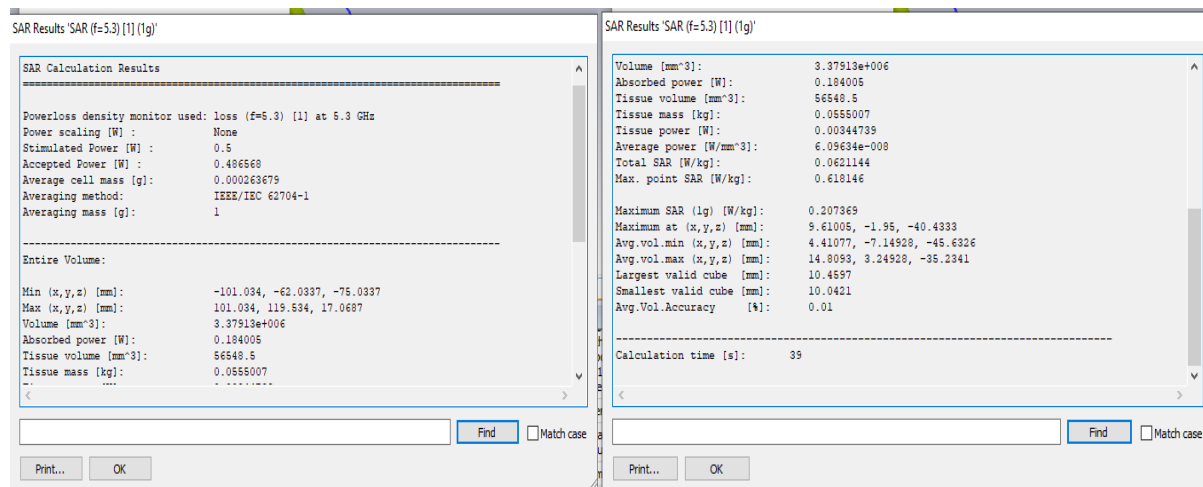 SAR Results 'SAR (f=5.3) [1] (1g)'
SAR Calculation Results
Powerloss density monitor used: loss (f=5.3) [1] at 5.3 GHz
Power scaling [W] : None
Stimulated Power [W] : 0.5
Accepted Power [W] : 0.486568
Average cell mass [g]: 0.000263679
Averaging method: IEEE/IEC 62704-1
Averaging mass [g]: 1
Entire Volume:
Min (x,y,z) [mm]: -101.034, -62.0337, -75.0337
Max (x,y,z) [mm]: 101.034, 119.534, 17.0687
Volume [mm^3]: 3.37913e+006
Absorbed power [W]: 0.184005
Tissue volume [mm^3]: 56548.5
Tissue mass [kg]: 0.0555007
Find
Match case
Print...
OK
SAR Results 'SAR (f=5.3) [1] (1g)'
Volume [mm^3]: 3.37913e+006
Absorbed power [W]: 0.184005
Tissue volume [mm^3]: 56548.5
Tissue mass [kg]: 0.0555007
Tissue power [W]: 0.00344739
Average power [W/mm^3]: 6.09634e-008
Total SAR [W/kg]: 0.0621144
Max. point SAR [W/kg]: 0.618146
Maximum SAR (1g) [W/kg]: 0.207369
Maximum at (x,y,z) [mm]: 9.61005, -1.95, -40.4333
Avg.vol.min (x,y,z) [mm]: 4.41077, -7.14928, -45.6326
Avg.vol.max (x,y,z) [mm]: 14.8093, 3.24928, -35.2341
Largest valid cube [mm]: 10.4597
Smallest valid cube [mm]: 10.0421
Avg.Vol.Accuracy [%]: 0.01
Calculation time [s]: 39
Find
Match case
Print...
OK